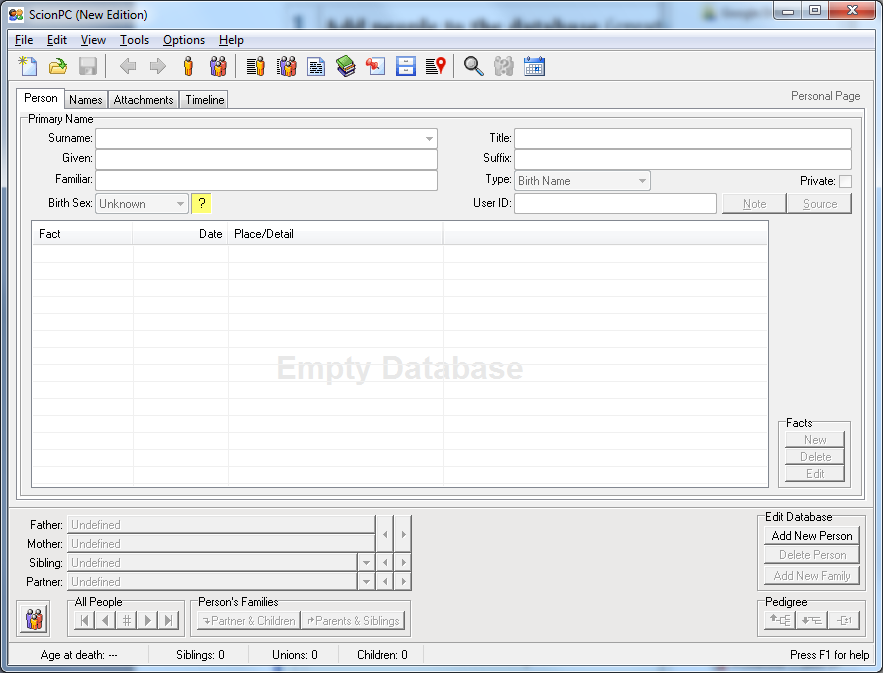 ScionPC (New Edition)
File Edit View Tools Options Help
Person Names Attachments Timeline
Personal Page
Primary Name
Surname: Title:
Given: Suffix:
Familiar: Type: Birth Name Private:
Birth Sex: Unknown ? User ID: Note Source
Fact Date Place/Detail
Empty Database
Facts
New
Delete
Edit
Father: Undefined
Mother: Undefined
Sibling: Undefined
Partner: Undefined
Edit Database
Add New Person
Delete Person
Add New Family
All People
#
Person's Families
Partner & Children Parents & Siblings
Pedigree
Age at death: --- Siblings: 0 Unions: 0 Children: 0 Press F1 for help